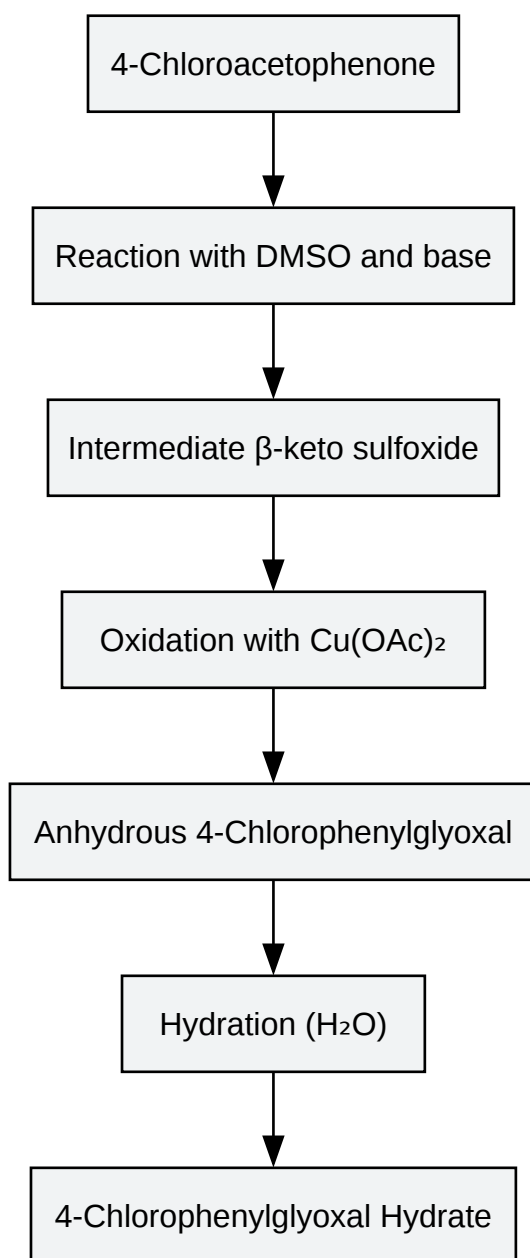 4-Chloroacetophenone
Reaction with DMSO and base
Intermediate β-keto sulfoxide
Oxidation with Cu(OAc)₂
Anhydrous 4-Chlorophenylglyoxal
Hydration (H₂O)
4-Chlorophenylglyoxal Hydrate